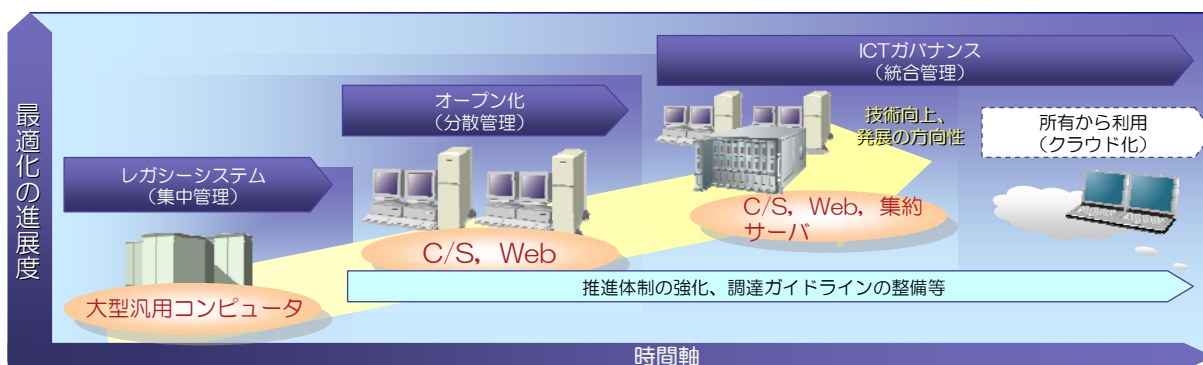 ICTガバナンス
（統合管理）
オープン化
（分散管理）
レガシーシステム
（集中管理）
技術向上、
発展の方向性
所有から利用
（クラウド化）
最適化の進展度
C/S，Web，集約
サーバ
C/S，Web
大型汎用コンピュータ
推進体制の強化、調達ガイドラインの整備等
時間軸